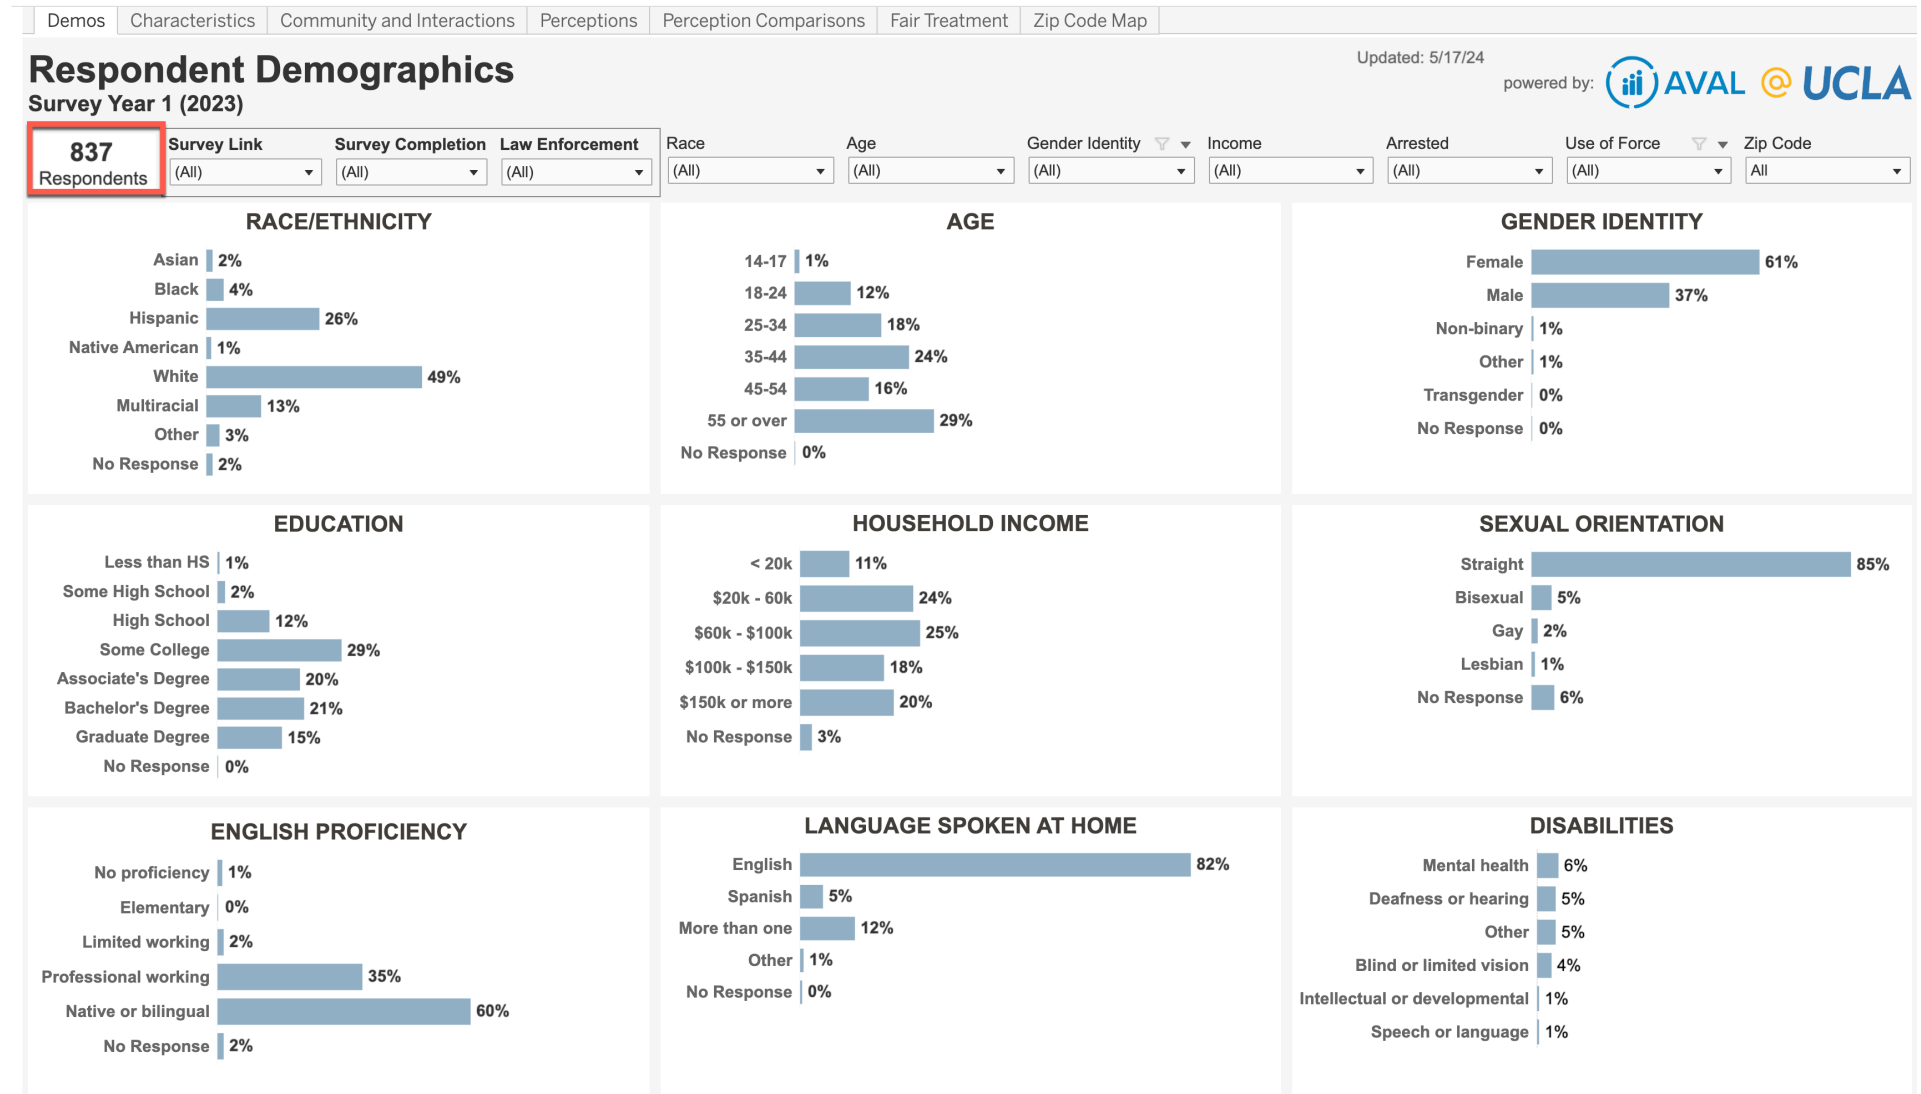 Demos Characteristics Community and Interactions Perceptions Perception Comparisons Fair Treatment Zip Code Map
Respondent Demographics
Survey Year 1 (2023)
Updated: 5/17/24
powered by: AVAL @ UCLA
837
Respondents
Survey Link
(All)
Survey Completion
(All)
Law Enforcement
(All)
Race
(All)
Age
(All)
Gender Identity
(All)
Income
(All)
Arrested
(All)
Use of Force
(All)
Zip Code
All
RACE/ETHNICITY
Asian 2%
Black 4%
Hispanic 26%
Native American 1%
White 49%
Multiracial 13%
Other 3%
No Response 2%
AGE
14-17 1%
18-24 12%
25-34 18%
35-44 24%
45-54 16%
55 or over 29%
No Response 0%
GENDER IDENTITY
Female 61%
Male 37%
Non-binary 1%
Other 1%
Transgender 0%
No Response 0%
EDUCATION
Less than HS 1%
Some High School 2%
High School 12%
Some College 29%
Associate's Degree 20%
Bachelor's Degree 21%
Graduate Degree 15%
No Response 0%
HOUSEHOLD INCOME
< 20k 11%
$20k - 60k 24%
$60k - $100k 25%
$100k - $150k 18%
$150k or more 20%
No Response 3%
SEXUAL ORIENTATION
Straight 85%
Bisexual 5%
Gay 2%
Lesbian 1%
No Response 6%
ENGLISH PROFICIENCY
No proficiency 1%
Elementary 0%
Limited working 2%
Professional working 35%
Native or bilingual 60%
No Response 2%
LANGUAGE SPOKEN AT HOME
English 82%
Spanish 5%
More than one 12%
Other 1%
No Response 0%
DISABILITIES
Mental health 6%
Deafness or hearing 5%
Other 5%
Blind or limited vision 4%
Intellectual or developmental 1%
Speech or language 1%